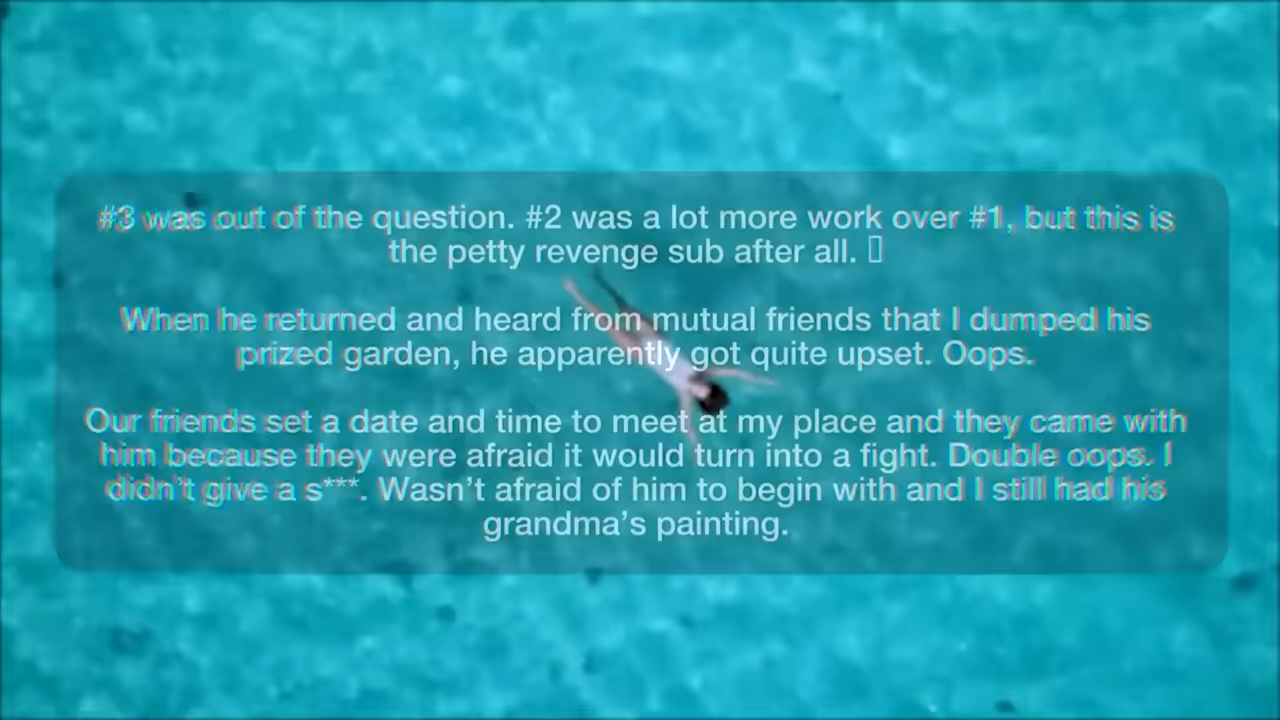 #3 was out of the question. #2 was a lot more work over #1, but this is
the petty revenge sub after all. 
When he returned and heard from mutual friends that I dumped his
prized garden, he apparently got quite upset. Oops.
Our friends set a date and time to meet at my place and they came with
him because they were afraid it would turn into a fight. Double oops. I
didn’t give a s***. Wasn’t afraid of him to begin with and I still had his
grandma’s painting.